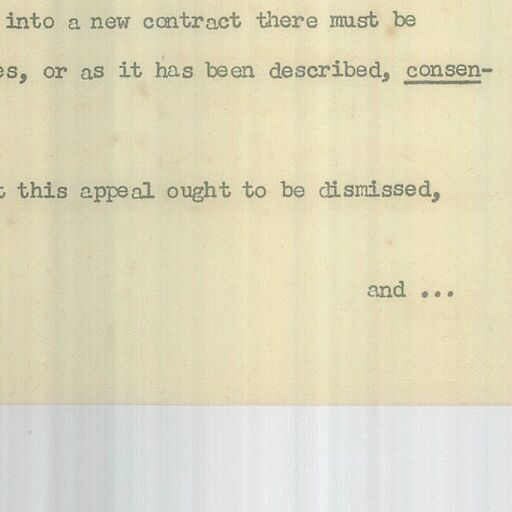 into a new contract there must be
es, or as it has been described, consen-
t this appeal ought to be dismissed,
and ...